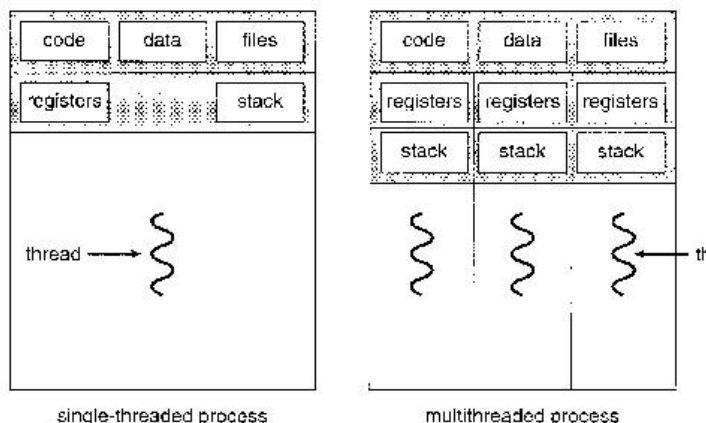 code data files
registers stack
thread
single-threaded process
code data files
registers registers registers
stack stack stack
th
multithreaded process